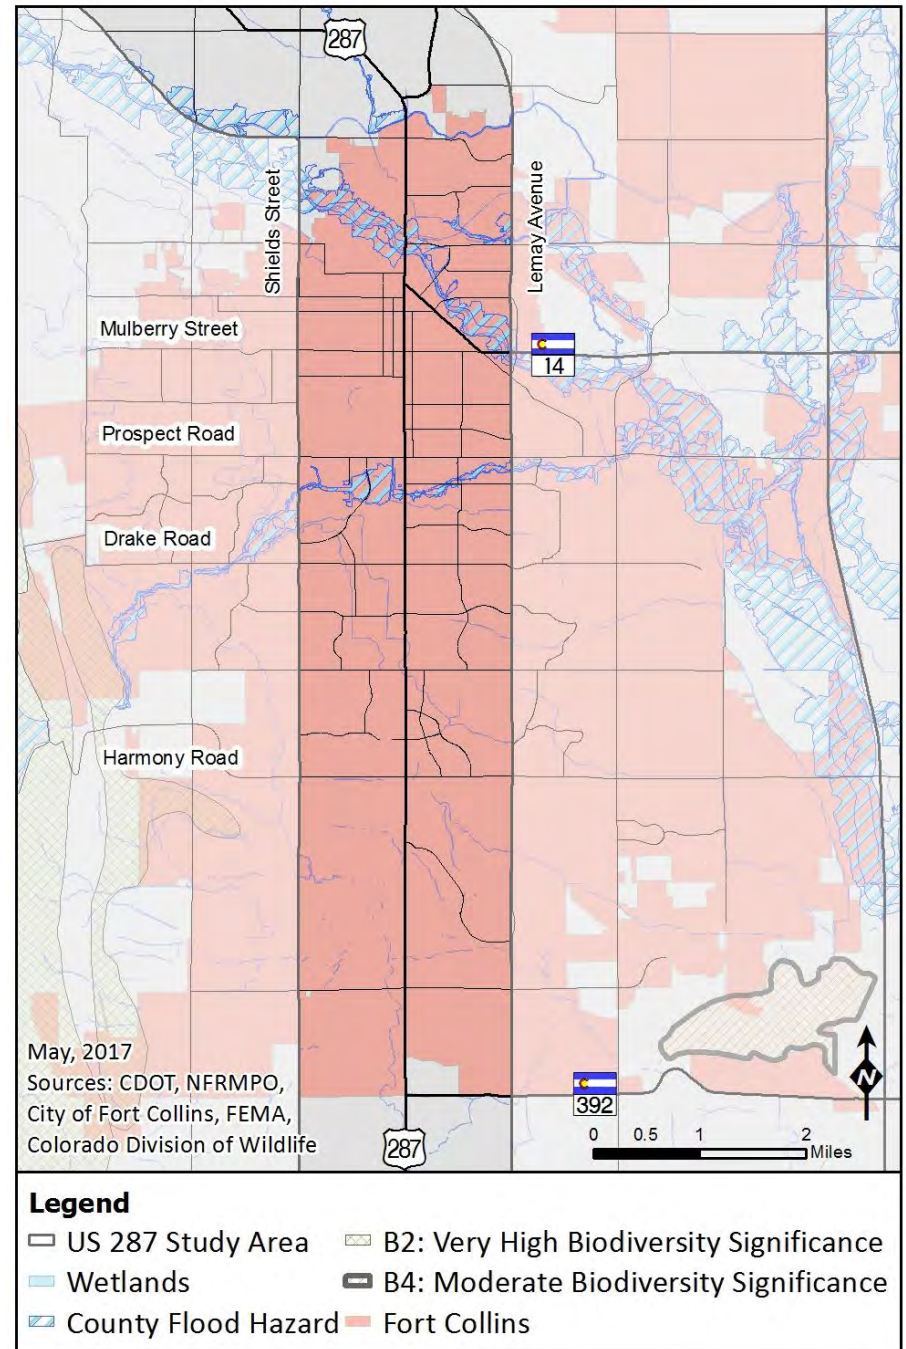 287
Shields Street
Lemay Avenue
Mulberry Street
14
Prospect Road
Drake Road
Harmony Road
May, 2017
Sources: CDOT, NFRMPO,
City of Fort Collins, FEMA,
Colorado Division of Wildlife
392
N
287
0 0.5 1 2
Miles
Legend
US 287 Study Area
Wetlands
County Flood Hazard
B2: Very High Biodiversity Significance
B4: Moderate Biodiversity Significance
Fort Collins